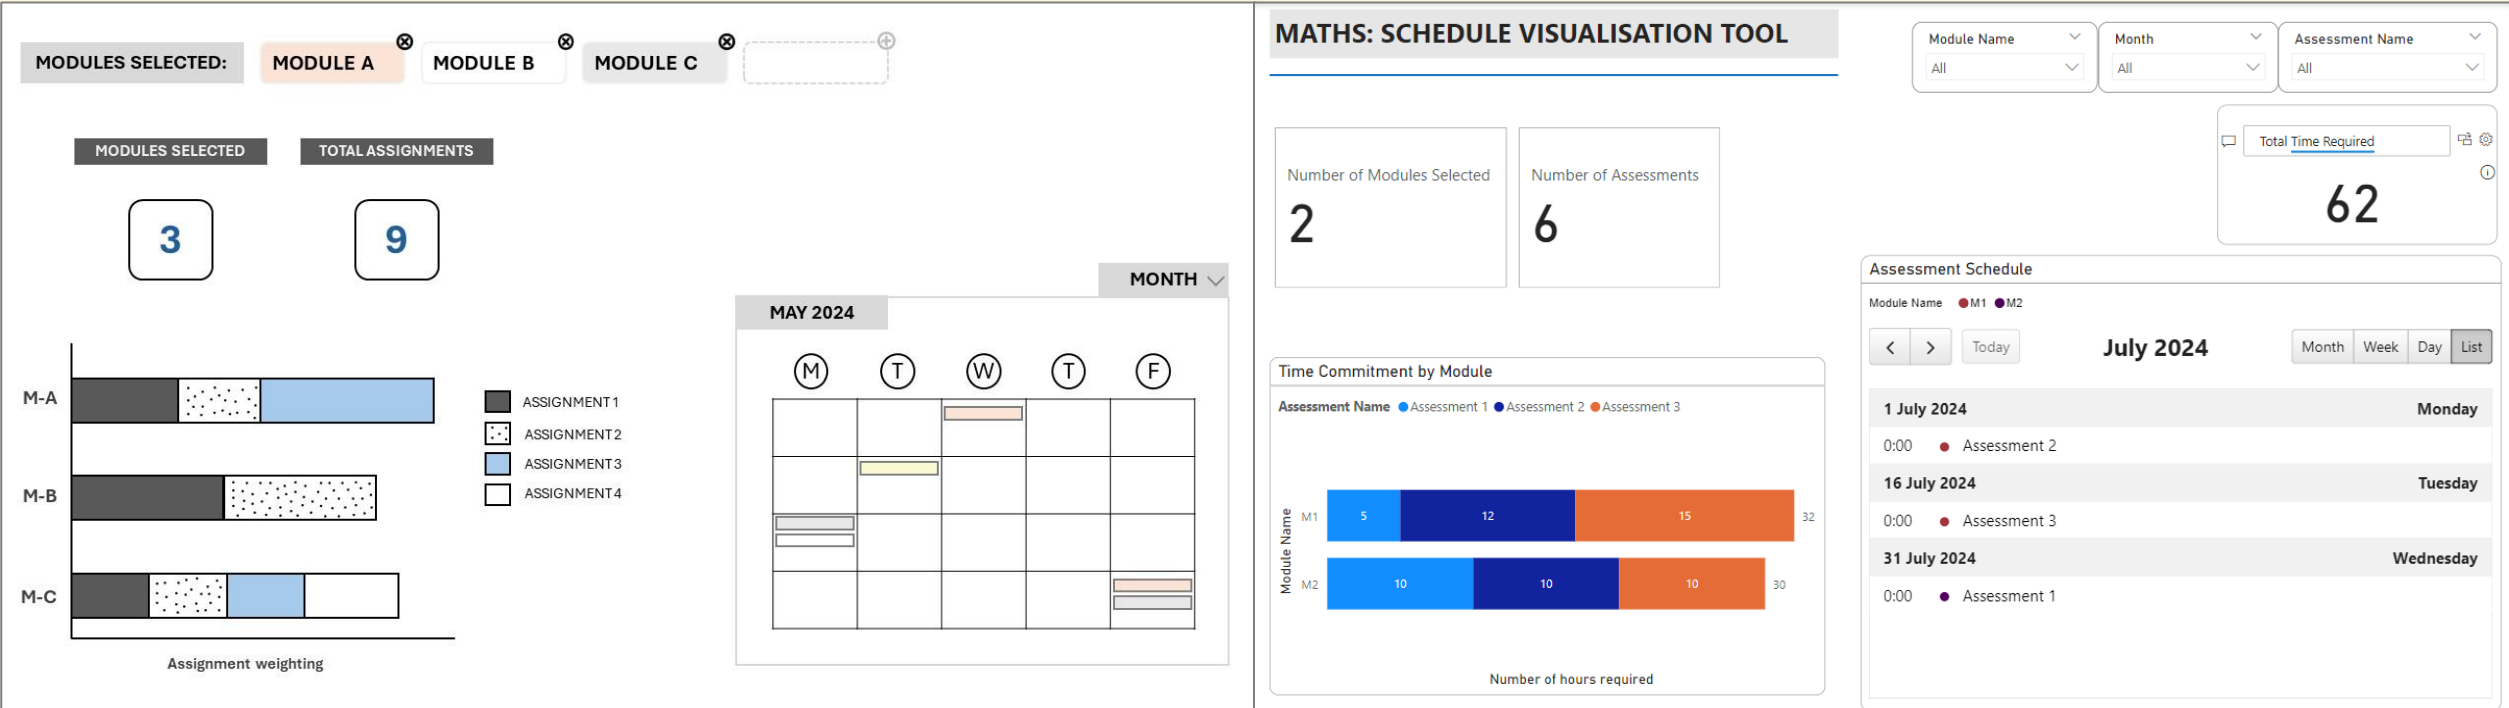 MODULES SELECTED:
MODULE A
MODULE B
MODULE C
MODULES SELECTED
TOTAL ASSIGNMENTS
3
9
M-A
M-B
M-C
Assignment weighting
ASSIGNMENT 1
ASSIGNMENT 2
ASSIGNMENT 3
ASSIGNMENT 4
MONTH
MAY 2024
M T W T F
MATHS: SCHEDULE VISUALISATION TOOL
Module Name
All
Month
All
Assessment Name
All
Number of Modules Selected
2
Number of Assessments
6
Total Time Required
62
Time Commitment by Module
Assessment Name Assessment 1 Assessment 2 Assessment 3
Module Name
M1 5 12 15 32
M2 10 10 10 30
Number of hours required
Assessment Schedule
Module Name M1 M2
Today
July 2024
Month Week Day List
1 July 2024 Monday
0:00 Assessment 2
16 July 2024 Tuesday
0:00 Assessment 3
31 July 2024 Wednesday
0:00 Assessment 1